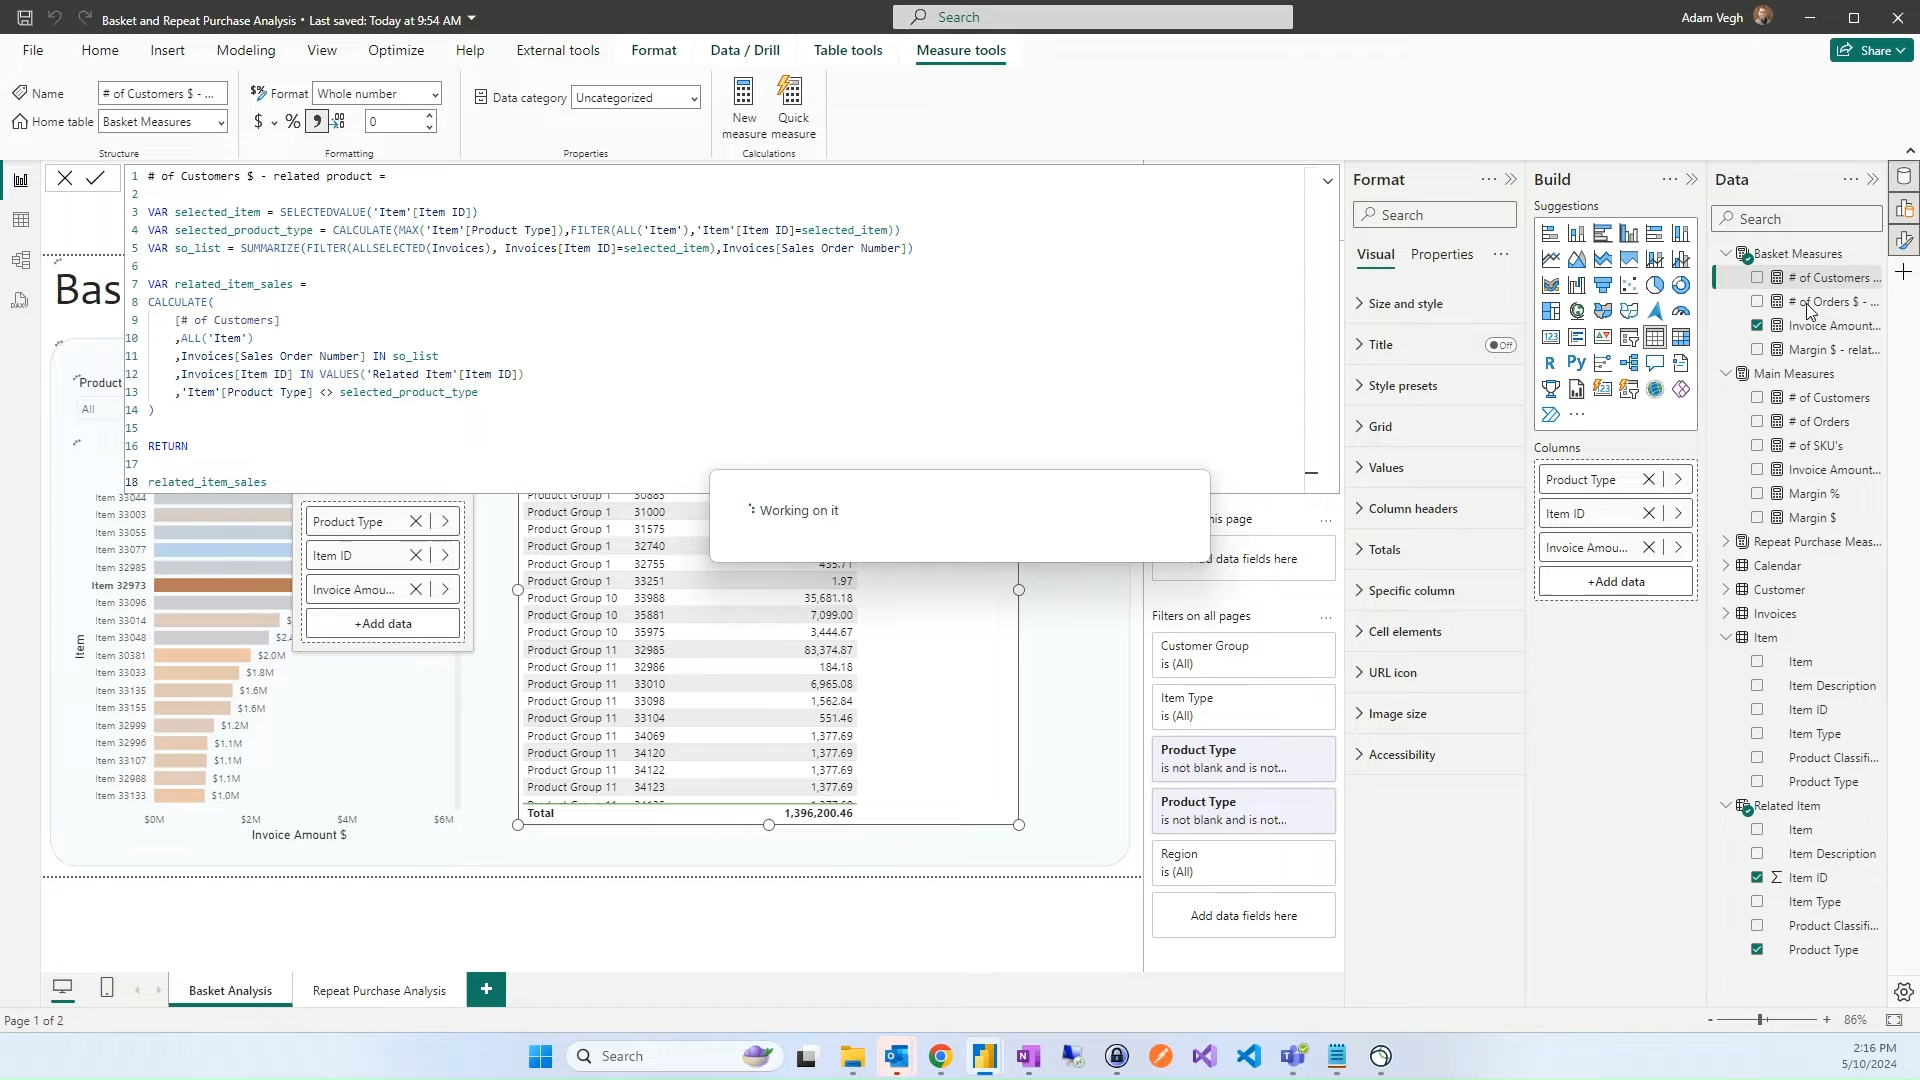 Basket and Repeat Purchase Analysis • Last saved: Today at 9:54 AM
Search
Adam Vegh
File
Home
Insert
Modeling
View
Optimize
Help
External tools
Format
Data / Drill
Table tools
Measure tools
Share
Name
# of Customers $ - ...
Home table
Basket Measures
Structure
Format
Whole number
$ % 9
0
Formatting
Data category
Uncategorized
Properties
New measure
Quick measure
Calculations
1 # of Customers $ - related product =
2
3 VAR selected_item = SELECTEDVALUE('Item'[Item ID])
4 VAR selected_product_type = CALCULATE(MAX('Item'[Product Type]),FILTER(ALL('Item'),'Item'[Item ID]=selected_item))
5 VAR so_list = SUMMARIZE(FILTER(ALLSELECTED(Invoices), Invoices[Item ID]=selected_item),Invoices[Sales Order Number])
6
7 VAR related_item_sales =
8 CALCULATE(
9 [# of Customers]
10 ,ALL('Item')
11 ,Invoices[Sales Order Number] IN so_list
12 ,Invoices[Item ID] IN VALUES('Related Item'[Item ID])
13 ,'Item'[Product Type] <> selected_product_type
14 )
15
16 RETURN
17
18 related_item_sales
Bas
Product
All
Item
Item 33044
Item 33003
Item 33055
Item 33077
Item 32985
Item 32973
Item 33096
Item 33014 $
Item 33048 $2.
Item 30381 $2.0M
Item 33033 $1.8M
Item 33135 $1.6M
Item 33155 $1.6M
Item 32999 $1.2M
Item 32996 $1.1M
Item 33107 $1.1M
Item 32988 $1.1M
Item 33133 $1.0M
$0M $2M $4M $6M
Invoice Amount $
Product Type
Item ID
Invoice Amou...
+Add data
Product Group 1 30883
Product Group 1 31000
Product Group 1 31575
Product Group 1 32740
Product Group 1 32755 435.71
Product Group 1 33251 1.97
Product Group 10 33988 35,681.18
Product Group 10 35881 7,099.00
Product Group 10 35975 3,444.67
Product Group 11 32985 83,374.87
Product Group 11 32986 184.18
Product Group 11 33010 6,965.08
Product Group 11 33098 1,562.84
Product Group 11 33104 551.46
Product Group 11 34069 1,377.69
Product Group 11 34120 1,377.69
Product Group 11 34122 1,377.69
Product Group 11 34123 1,377.69
Total 1,396,200.46
Working on it
his page
dd data fields here
Filters on all pages
Customer Group
is (All)
Item Type
is (All)
Product Type
is not blank and is not...
Product Type
is not blank and is not...
Region
is (All)
Add data fields here
Format
Search
Visual
Properties
Size and style
Title
Off
Style presets
Grid
Values
Column headers
Totals
Specific column
Cell elements
URL icon
Image size
Accessibility
Build
Suggestions
123
R
Py
Columns
Product Type
Item ID
Invoice Amou...
+Add data
Data
Search
Basket Measures
# of Customers ...
# of Orders $ - ...
Invoice Amount...
Margin $ - relat...
Main Measures
# of Customers
# of Orders
# of SKU's
Invoice Amount...
Margin %
Margin $
Repeat Purchase Meas...
Calendar
Customer
Invoices
Item
Item
Item Description
Item ID
Item Type
Product Classifi...
Product Type
Related Item
Item
Item Description
Item ID
Item Type
Product Classifi...
Product Type
Basket Analysis
Repeat Purchase Analysis
+
Page 1 of 2
- + 86%
Search
2:16 PM
5/10/2024